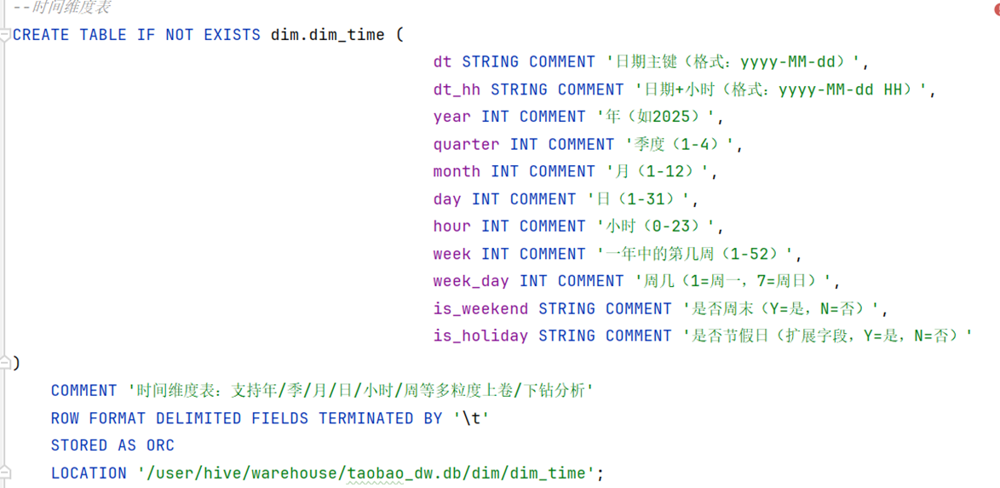 --时间维度表
CREATE TABLE IF NOT EXISTS dim.dim_time (
dt STRING COMMENT '日期主键（格式：yyyy-MM-dd）',
dt_hh STRING COMMENT '日期+小时（格式：yyyy-MM-dd HH）',
year INT COMMENT '年（如2025）',
quarter INT COMMENT '季度（1-4）',
month INT COMMENT '月（1-12）',
day INT COMMENT '日（1-31）',
hour INT COMMENT '小时（0-23）',
week INT COMMENT '一年中的第几周（1-52）',
week_day INT COMMENT '周几（1=周一，7=周日）',
is_weekend STRING COMMENT '是否周末（Y=是，N=否）',
is_holiday STRING COMMENT '是否节假日（扩展字段，Y=是，N=否）'
)
COMMENT '时间维度表：支持年/季/月/日/小时/周等多粒度上卷/下钻分析'
ROW FORMAT DELIMITED FIELDS TERMINATED BY '\t'
STORED AS ORC
LOCATION '/user/hive/warehouse/taobao_dw.db/dim/dim_time';